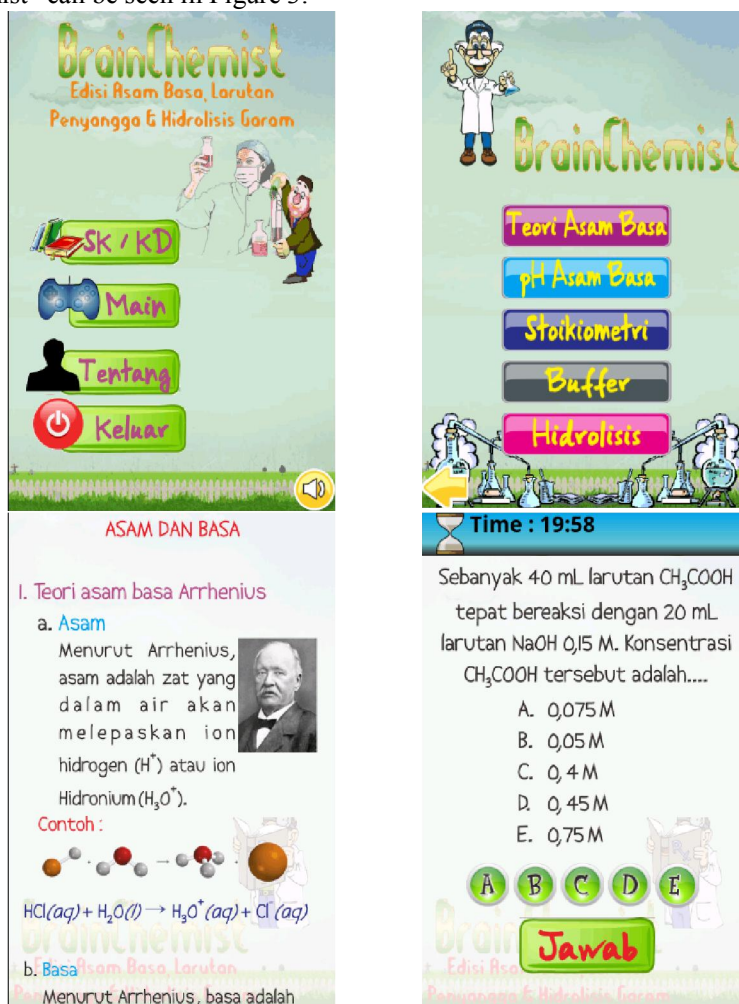 can be seen in Figure 3.
BrainChemist
Edisi Asam Basa, Larutan
Penyangga & Hidrolisis Garam
SK / KD
Main
Tentang
Keluar
BrainChemist
Teori Asam Basa
pH Asam Basa
Stoikiometri
Buffer
Hidrolisis
ASAM DAN BASA
I. Teori asam basa Arrhenius
a. Asam
Menurut Arrhenius,
asam adalah zat yang
dalam air akan
melepaskan ion
hidrogen (H⁺) atau ion
Hidronium (H₃O⁺).
Contoh :
HCl(aq) + H₂O(l) → H₃O⁺(aq) + Cl⁻(aq)
b. Basa
Menurut Arrhenius, basa adalah
Time : 19:58
Sebanyak 40 mL larutan CH₃COOH
tepat bereaksi dengan 20 mL
larutan NaOH 0,15 M. Konsentrasi
CH₃COOH tersebut adalah....
A. 0,075 M
B. 0,05 M
C. 0, 4 M
D. 0, 45 M
E. 0,75 M
A B C D E
Jawab